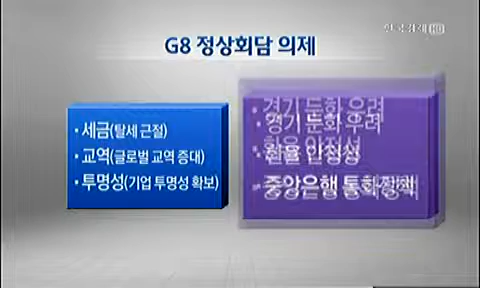 G8 정상회담 의제
한국경제 HD
· 세금(탈세 근절)
· 교역(글로벌 교역 증대)
· 투명성(기업 투명성 확보)
· 경기 둔화 우려
· 환율 안정성
· 중앙은행 통화정책